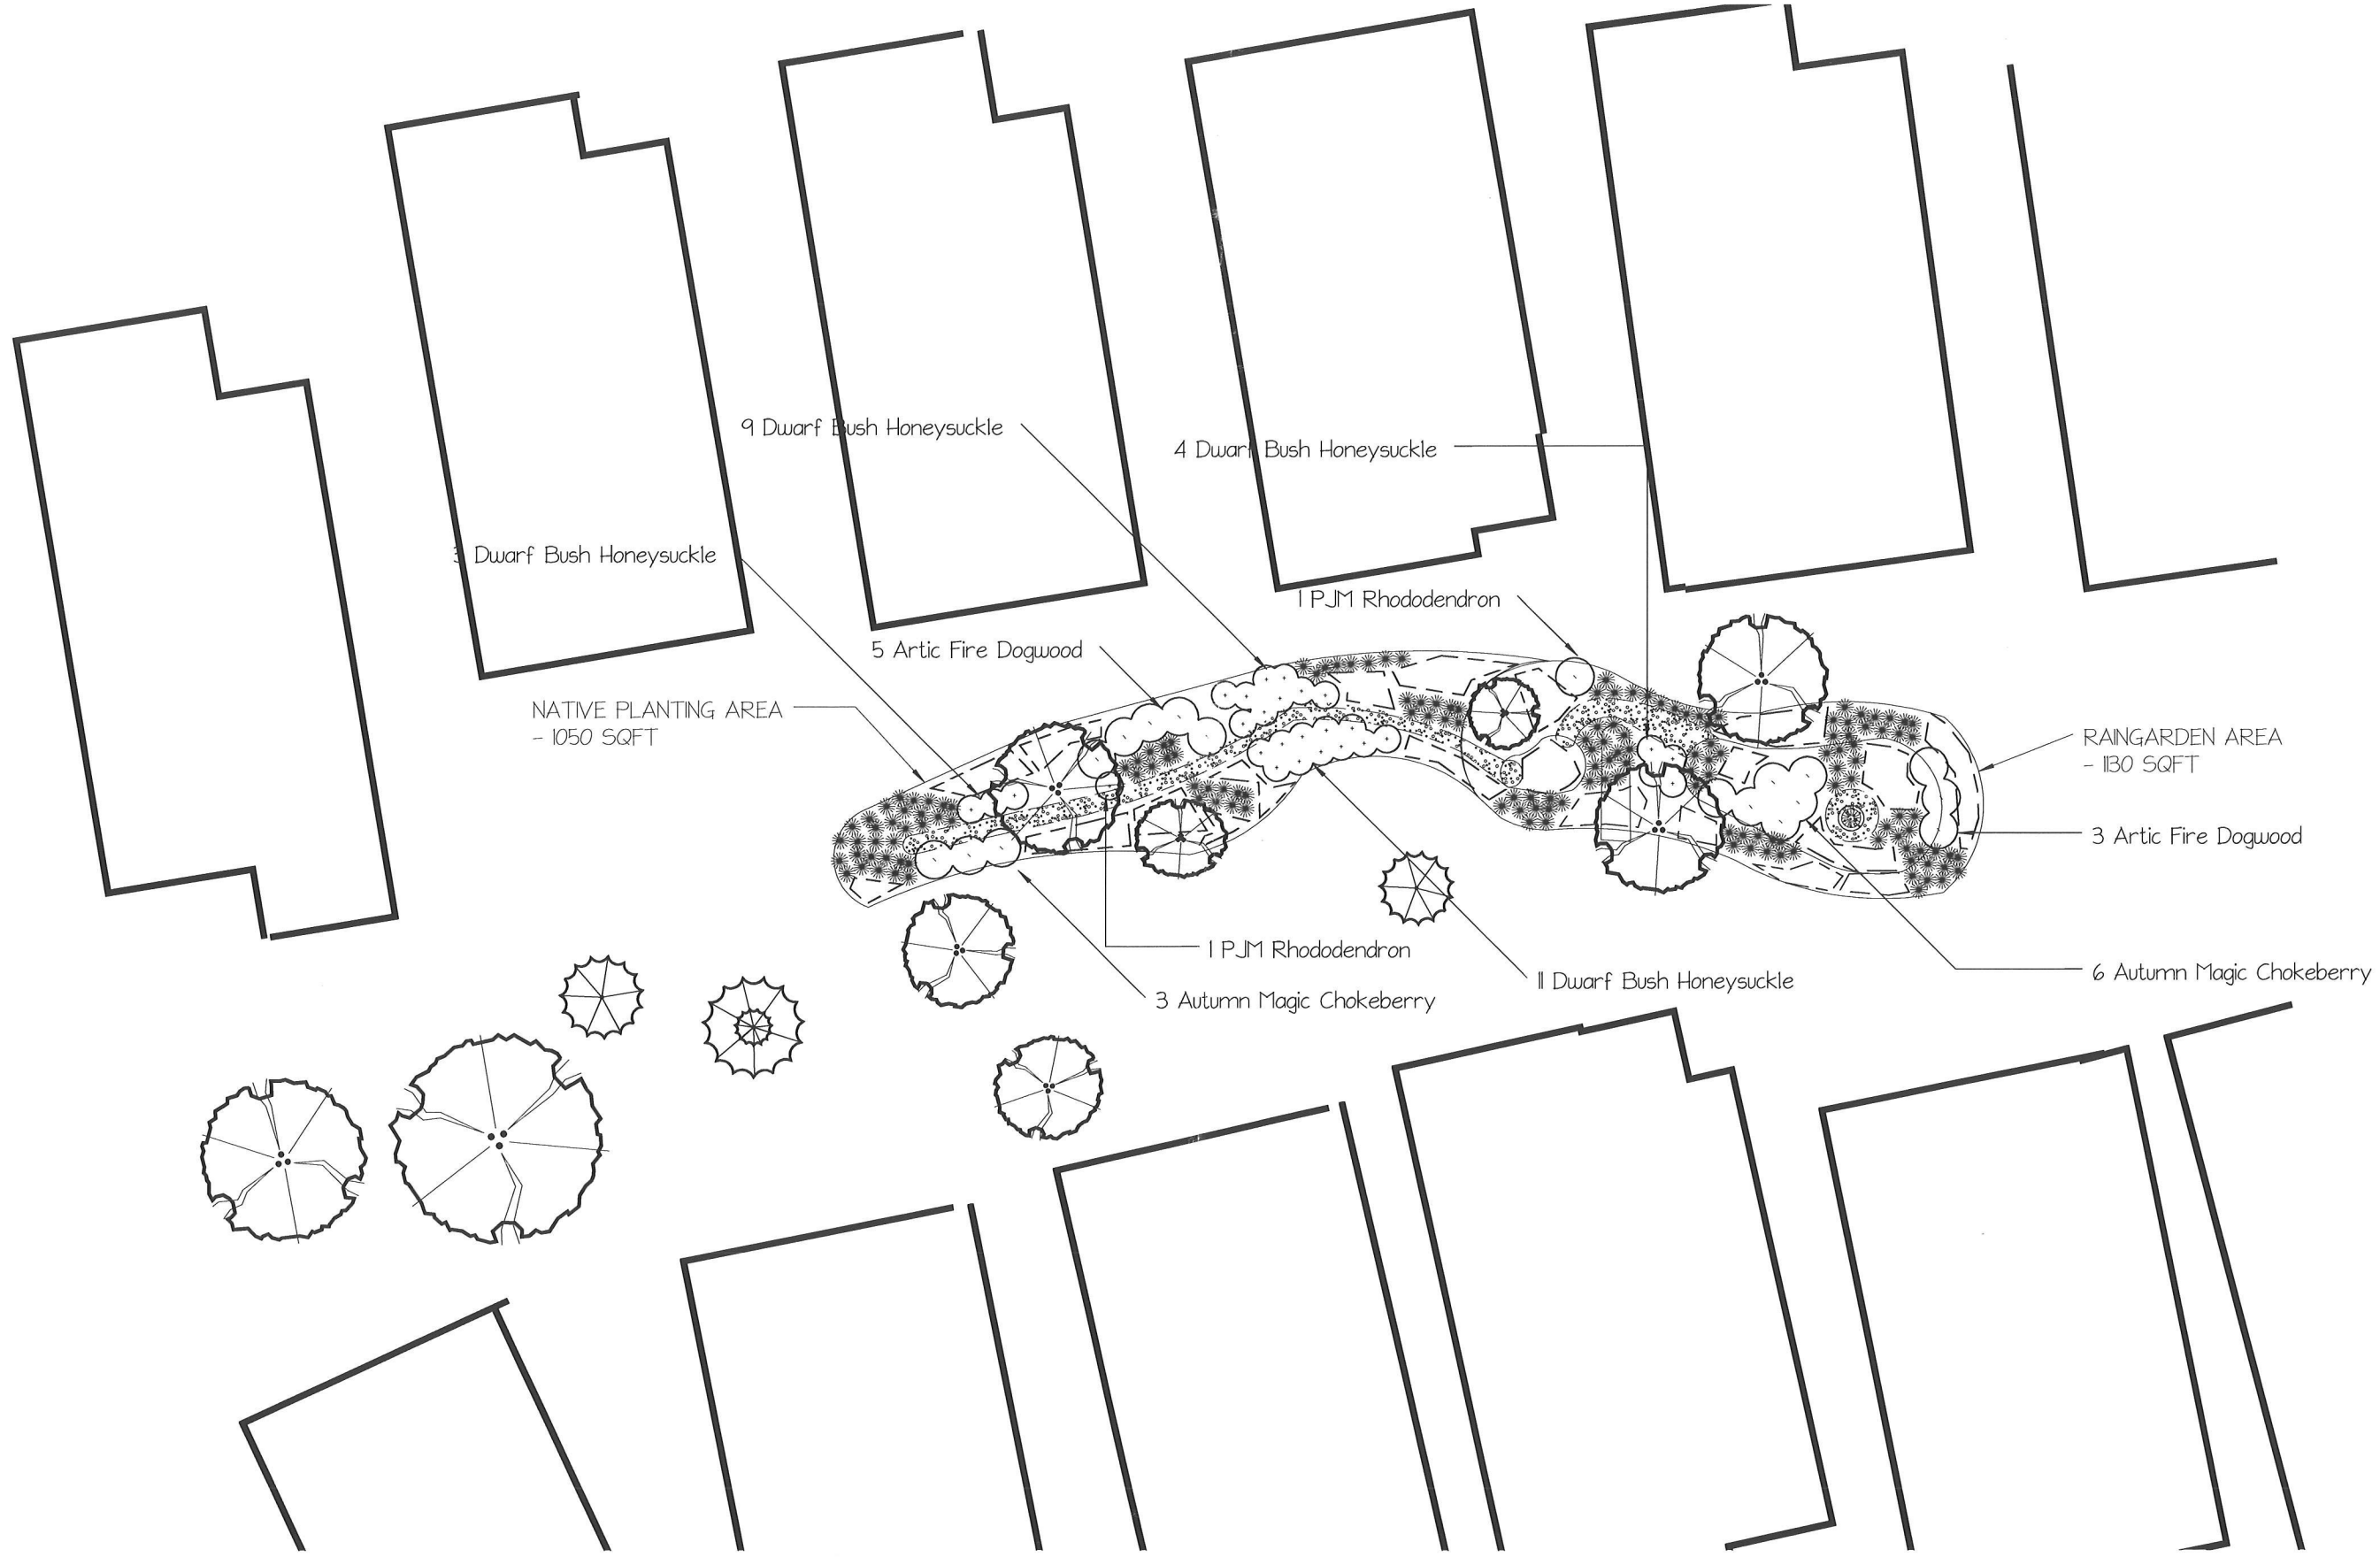 9 Dwarf Bush Honeysuckle
4 Dwarf Bush Honeysuckle
3 Dwarf Bush Honeysuckle
1 PJM Rhododendron
5 Artic Fire Dogwood
NATIVE PLANTING AREA
- 1050 SQFT
RAINGARDEN AREA
- 1130 SQFT
3 Artic Fire Dogwood
1 PJM Rhododendron
3 Autumn Magic Chokeberry
11 Dwarf Bush Honeysuckle
6 Autumn Magic Chokeberry